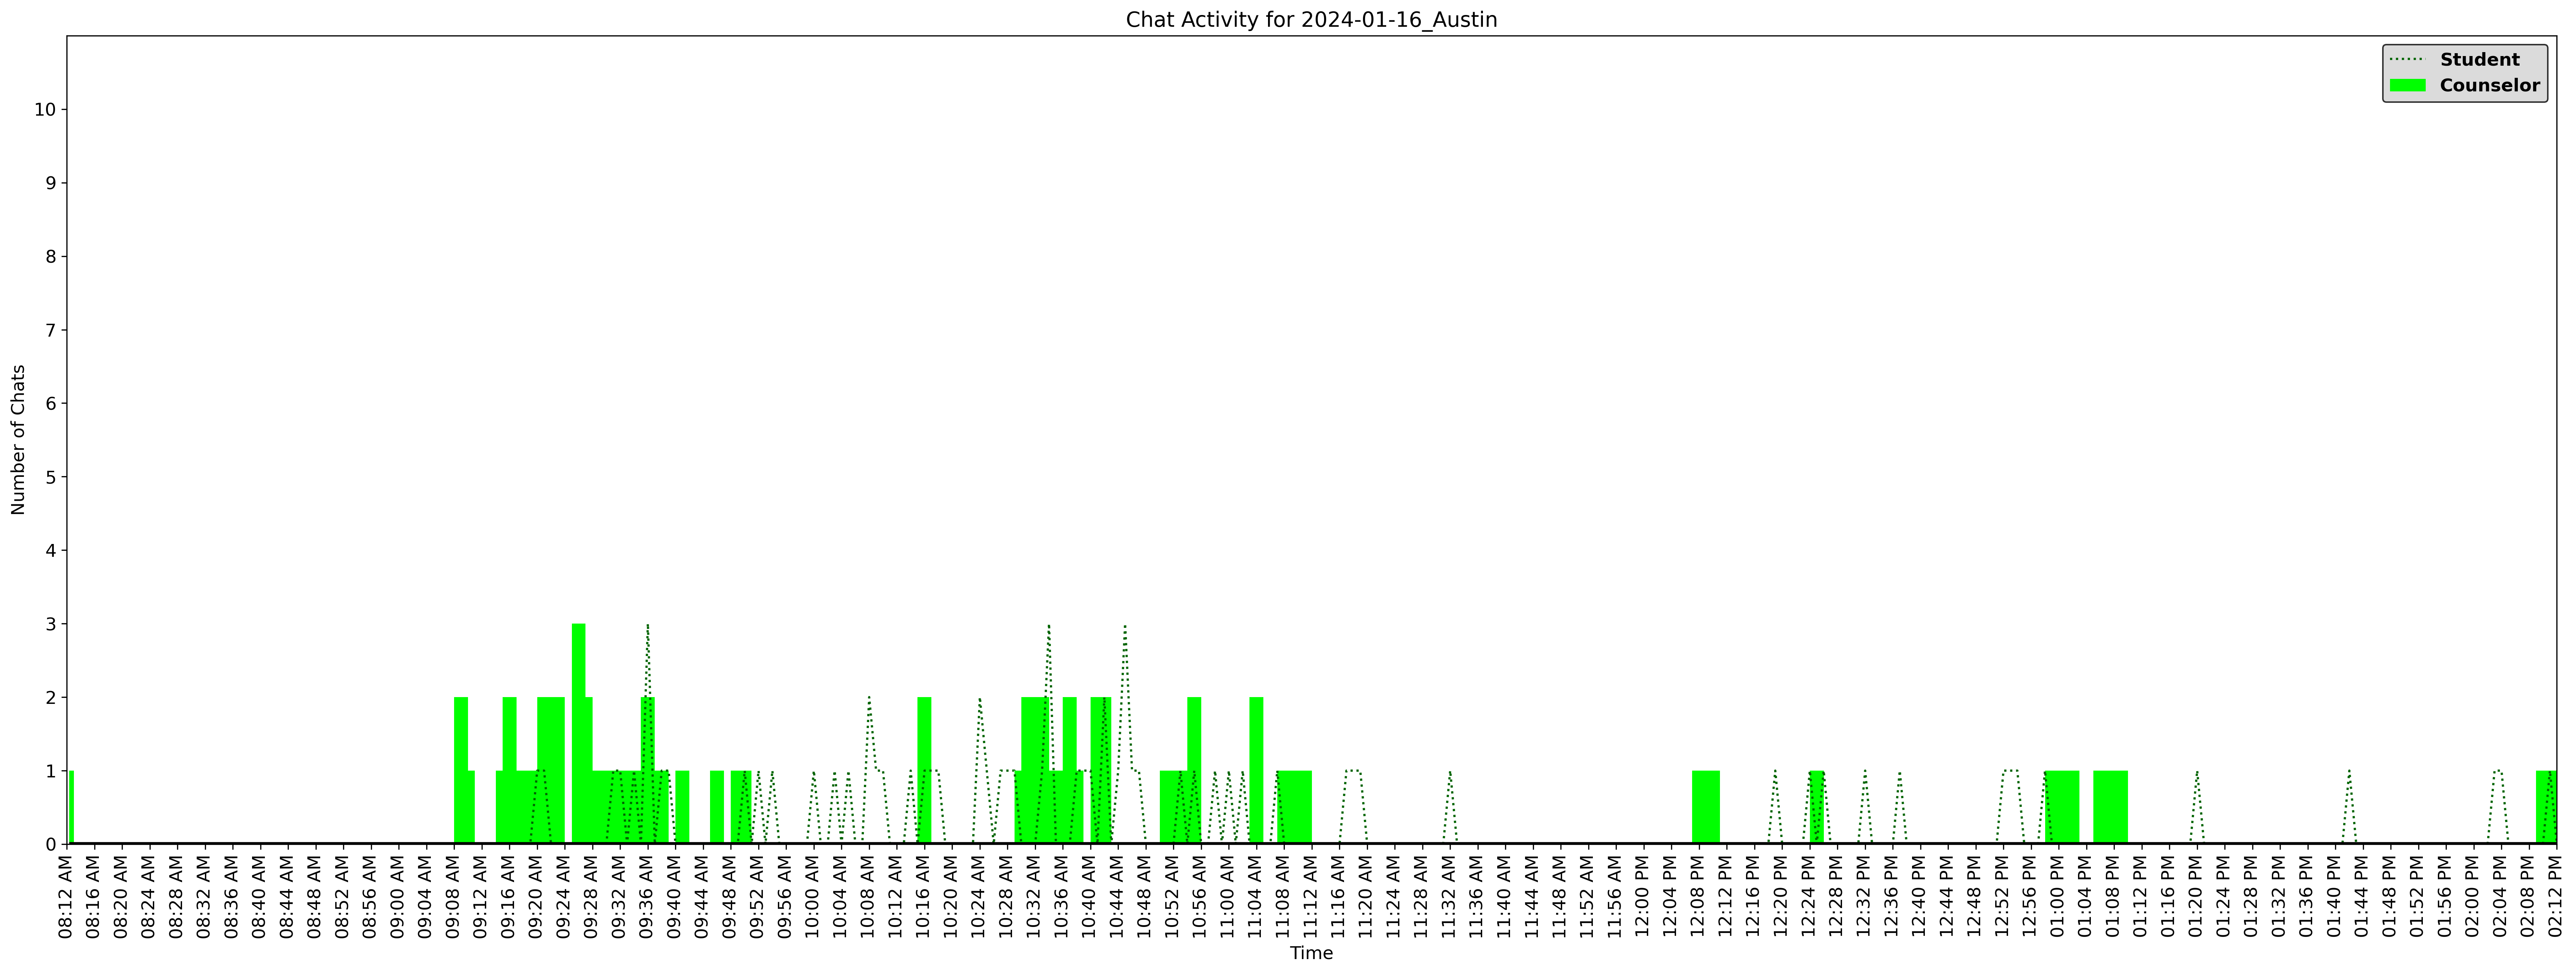 Chat Activity for 2024-01-16_Austin
Student
Counselor
Number of Chats
10
9
8
7
6
5
4
3
2
1
0
08:12 AM
08:16 AM
08:20 AM
08:24 AM
08:28 AM
08:32 AM
08:36 AM
08:40 AM
08:44 AM
08:48 AM
08:52 AM
08:56 AM
09:00 AM
09:04 AM
09:08 AM
09:12 AM
09:16 AM
09:20 AM
09:24 AM
09:28 AM
09:32 AM
09:36 AM
09:40 AM
09:44 AM
09:48 AM
09:52 AM
09:56 AM
10:00 AM
10:04 AM
10:08 AM
10:12 AM
10:16 AM
10:20 AM
10:24 AM
10:28 AM
10:32 AM
10:36 AM
10:40 AM
10:44 AM
10:48 AM
10:52 AM
10:56 AM
11:00 AM
11:04 AM
11:08 AM
11:12 AM
11:16 AM
11:20 AM
11:24 AM
11:28 AM
11:32 AM
11:36 AM
11:40 AM
11:44 AM
11:48 AM
11:52 AM
11:56 AM
12:00 PM
12:04 PM
12:08 PM
12:12 PM
12:16 PM
12:20 PM
12:24 PM
12:28 PM
12:32 PM
12:36 PM
12:40 PM
12:44 PM
12:48 PM
12:52 PM
12:56 PM
01:00 PM
01:04 PM
01:08 PM
01:12 PM
01:16 PM
01:20 PM
01:24 PM
01:28 PM
01:32 PM
01:36 PM
01:40 PM
01:44 PM
01:48 PM
01:52 PM
01:56 PM
02:00 PM
02:04 PM
02:08 PM
02:12 PM
Time